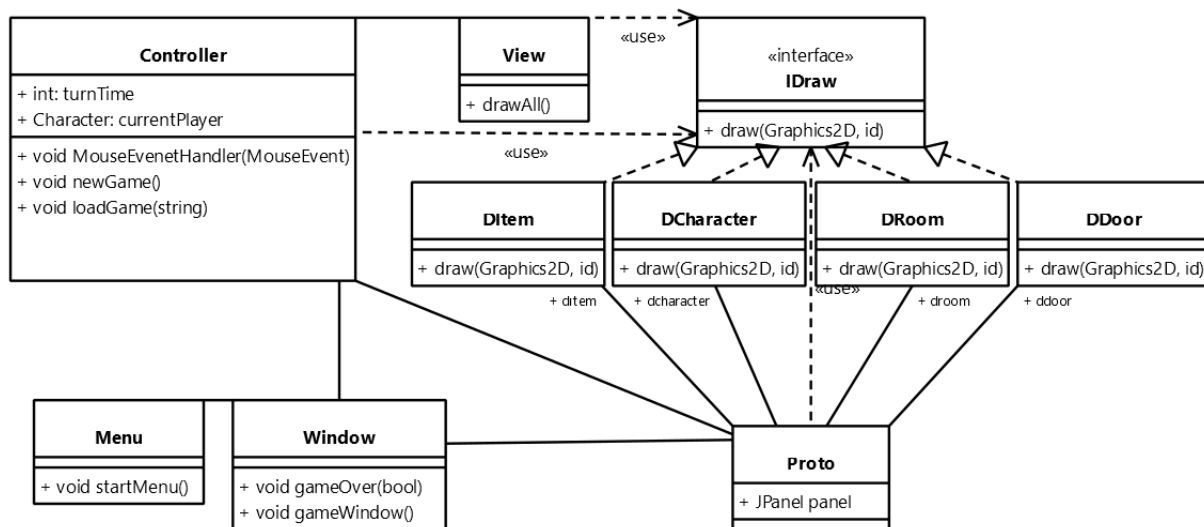 Controller
+ int: turnTime
+ Character: currentPlayer
+ void MouseEvenetHandler(MouseEvent)
+ void newGame()
+ void loadGame(string)
View
+ drawAll()
«use»
«interface»
IDraw
+ draw(Graphics2D, id)
«use»
DItem
+ draw(Graphics2D, id)
DCharacter
+ draw(Graphics2D, id)
DRoom
+ draw(Graphics2D, id)
DDoor
+ draw(Graphics2D, id)
+ ditem
+ dcharacter
«use»
+ droom
+ ddoor
Menu
+ void startMenu()
Window
+ void gameOver(bool)
+ void gameWindow()
Proto
+ JPanel panel